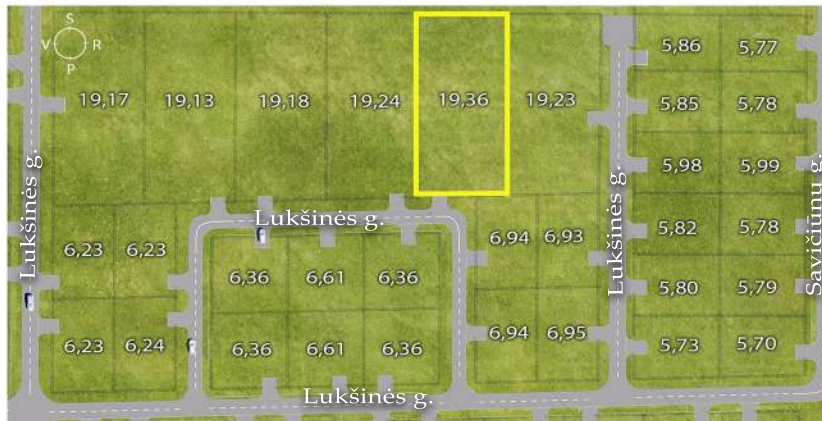 S
V R
P
19,17 19,13 19,18 19,24 19,36 19,23
5,86 5,77
5,85 5,78
5,98 5,99
5,82 5,78
5,80 5,79
5,73 5,70
Lukšinės g.
Lukšinės g.
Lukšinės g.
Savičiūnų g.
6,23 6,23
6,23 6,24
6,36 6,61 6,36
6,36 6,61 6,36
6,94 6,93
6,94 6,95
Lukšinės g.